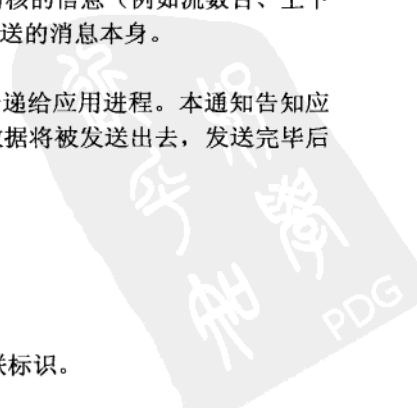 核的信息（例如流数目、上下
送的消息本身。
递给应用进程。本通知告知应
数据将被发送出去，发送完毕后
联标识。
PDG